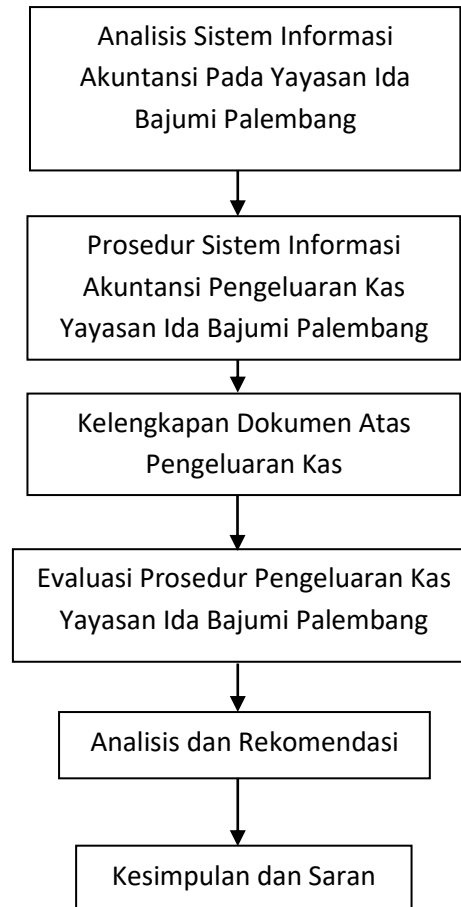 Analisis Sistem Informasi
Akuntansi Pada Yayasan Ida
Bajumi Palembang
Prosedur Sistem Informasi
Akuntansi Pengeluaran Kas
Yayasan Ida Bajumi Palembang
Kelengkapan Dokumen Atas
Pengeluaran Kas
Evaluasi Prosedur Pengeluaran Kas
Yayasan Ida Bajumi Palembang
Analisis dan Rekomendasi
Kesimpulan dan Saran